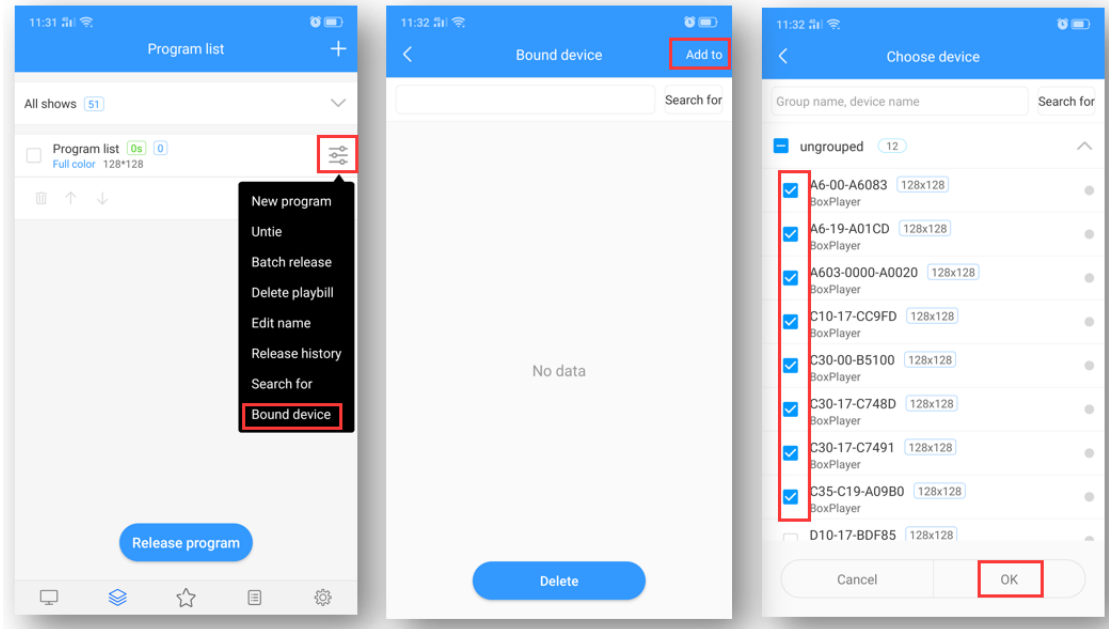 11:31
Program list
All shows 51
Program list 0s 0
Full color 128*128
New program
Untie
Batch release
Delete playbill
Edit name
Release history
Search for
Bound device
Release program
11:32
Bound device
Add to
Search for
No data
Delete
11:32
Choose device
Group name, device name
Search for
ungrouped 12
A6-00-A6083 128x128
BoxPlayer
A6-19-A01CD 128x128
BoxPlayer
A603-0000-A0020 128x128
BoxPlayer
C10-17-CC9FD 128x128
BoxPlayer
C30-00-B5100 128x128
BoxPlayer
C30-17-C748D 128x128
BoxPlayer
C30-17-C7491 128x128
BoxPlayer
C35-C19-A09B0 128x128
BoxPlayer
D10-17-BDF85 128x128
Cancel
OK